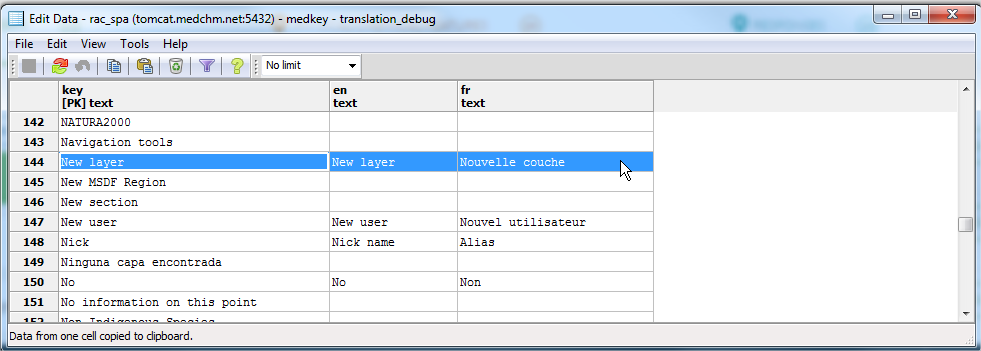 Edit Data - rac_spa (tomcat.medchm.net:5432) - medkey - translation_debug
File Edit View Tools Help
No limit
key en fr
[PK] text text text
142 NATURA2000
143 Navigation tools
144 New layer New layer Nouvelle couche
145 New MSDF Region
146 New section
147 New user New user Nouvel utilisateur
148 Nick Nick name Alias
149 Ninguna capa encontrada
150 No No Non
151 No information on this point
152 Non Indigenous Species
Data from one cell copied to clipboard.